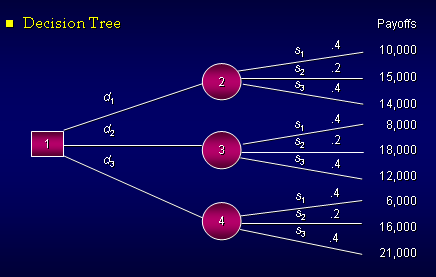 Decision Tree
Payoffs
s1 .4 10,000
s2 .2 15,000
s3 .4 14,000
d1
2
s1 .4 8,000
d2
1
3
s2 .2 18,000
s3 .4 12,000
d3
s1 .4 6,000
4
s2 .2 16,000
s3 .4 21,000